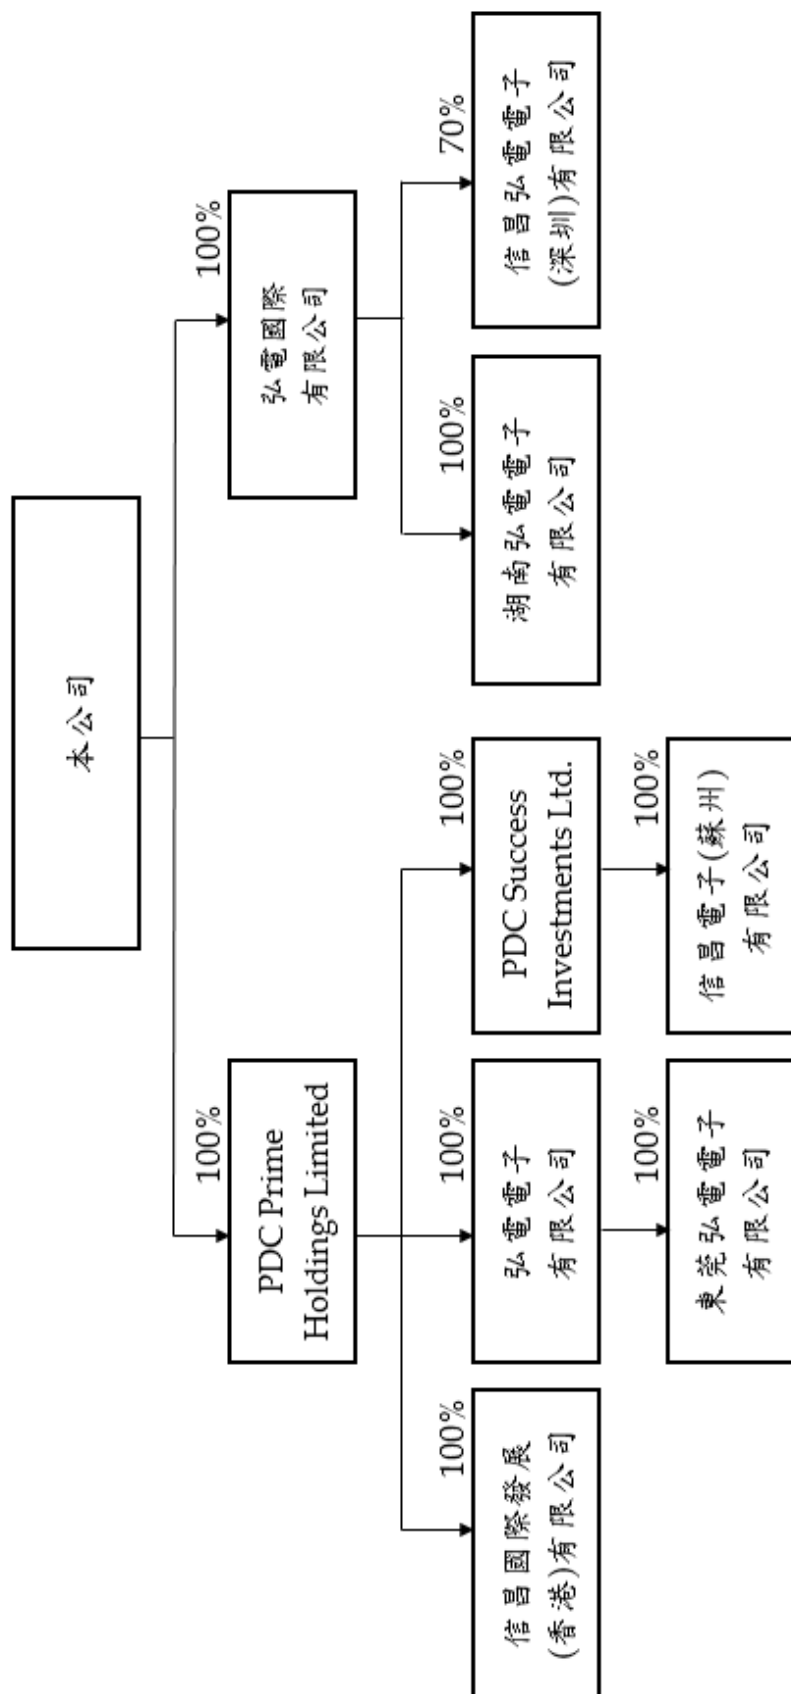 本公司
100%
PDC Prime
Holdings Limited
100%
弘電國際
有限公司
100%
信昌國際發展
(香港)有限公司
100%
弘電電子
有限公司
100%
PDC Success
Investments Ltd.
100%
湖南弘電電子
有限公司
70%
信昌弘電電子
(深圳)有限公司
100%
東莞弘電電子
有限公司
100%
信昌電子(蘇州)
有限公司